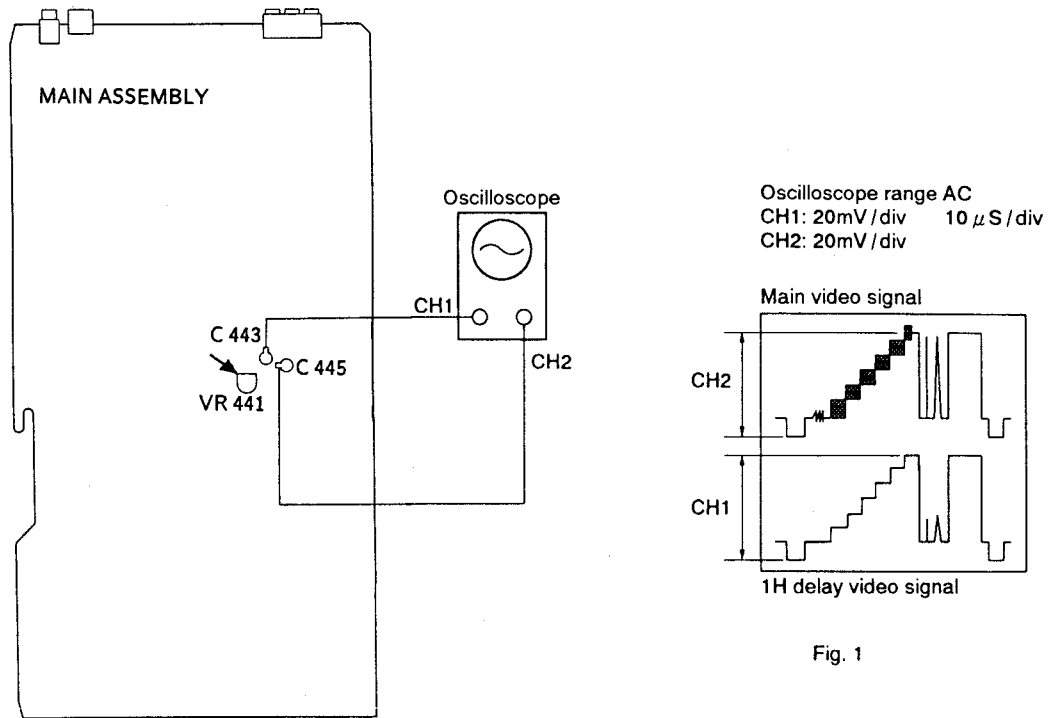 MAIN ASSEMBLY
Oscilloscope
CH1
CH2
C 443
C 445
VR 441
Oscilloscope range AC
CH1: 20mV / div 10 μS / div
CH2: 20mV / div
Main video signal
CH2
CH1
1H delay video signal
Fig. 1